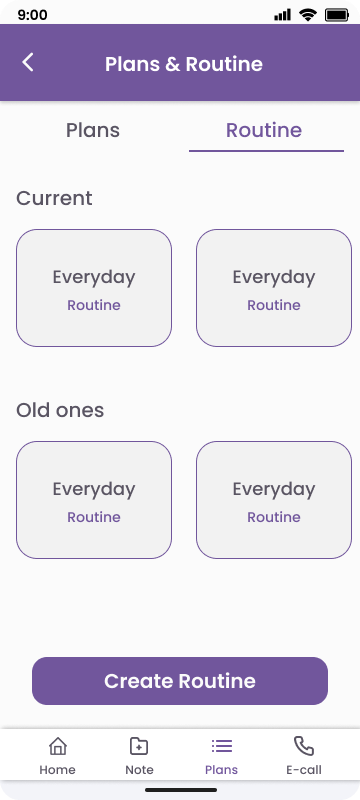 9:00
Plans & Routine
Plans Routine
Current
Everyday Everyday
Routine Routine
Old ones
Everyday Everyday
Routine Routine
Create Routine
Home Note Plans E-call